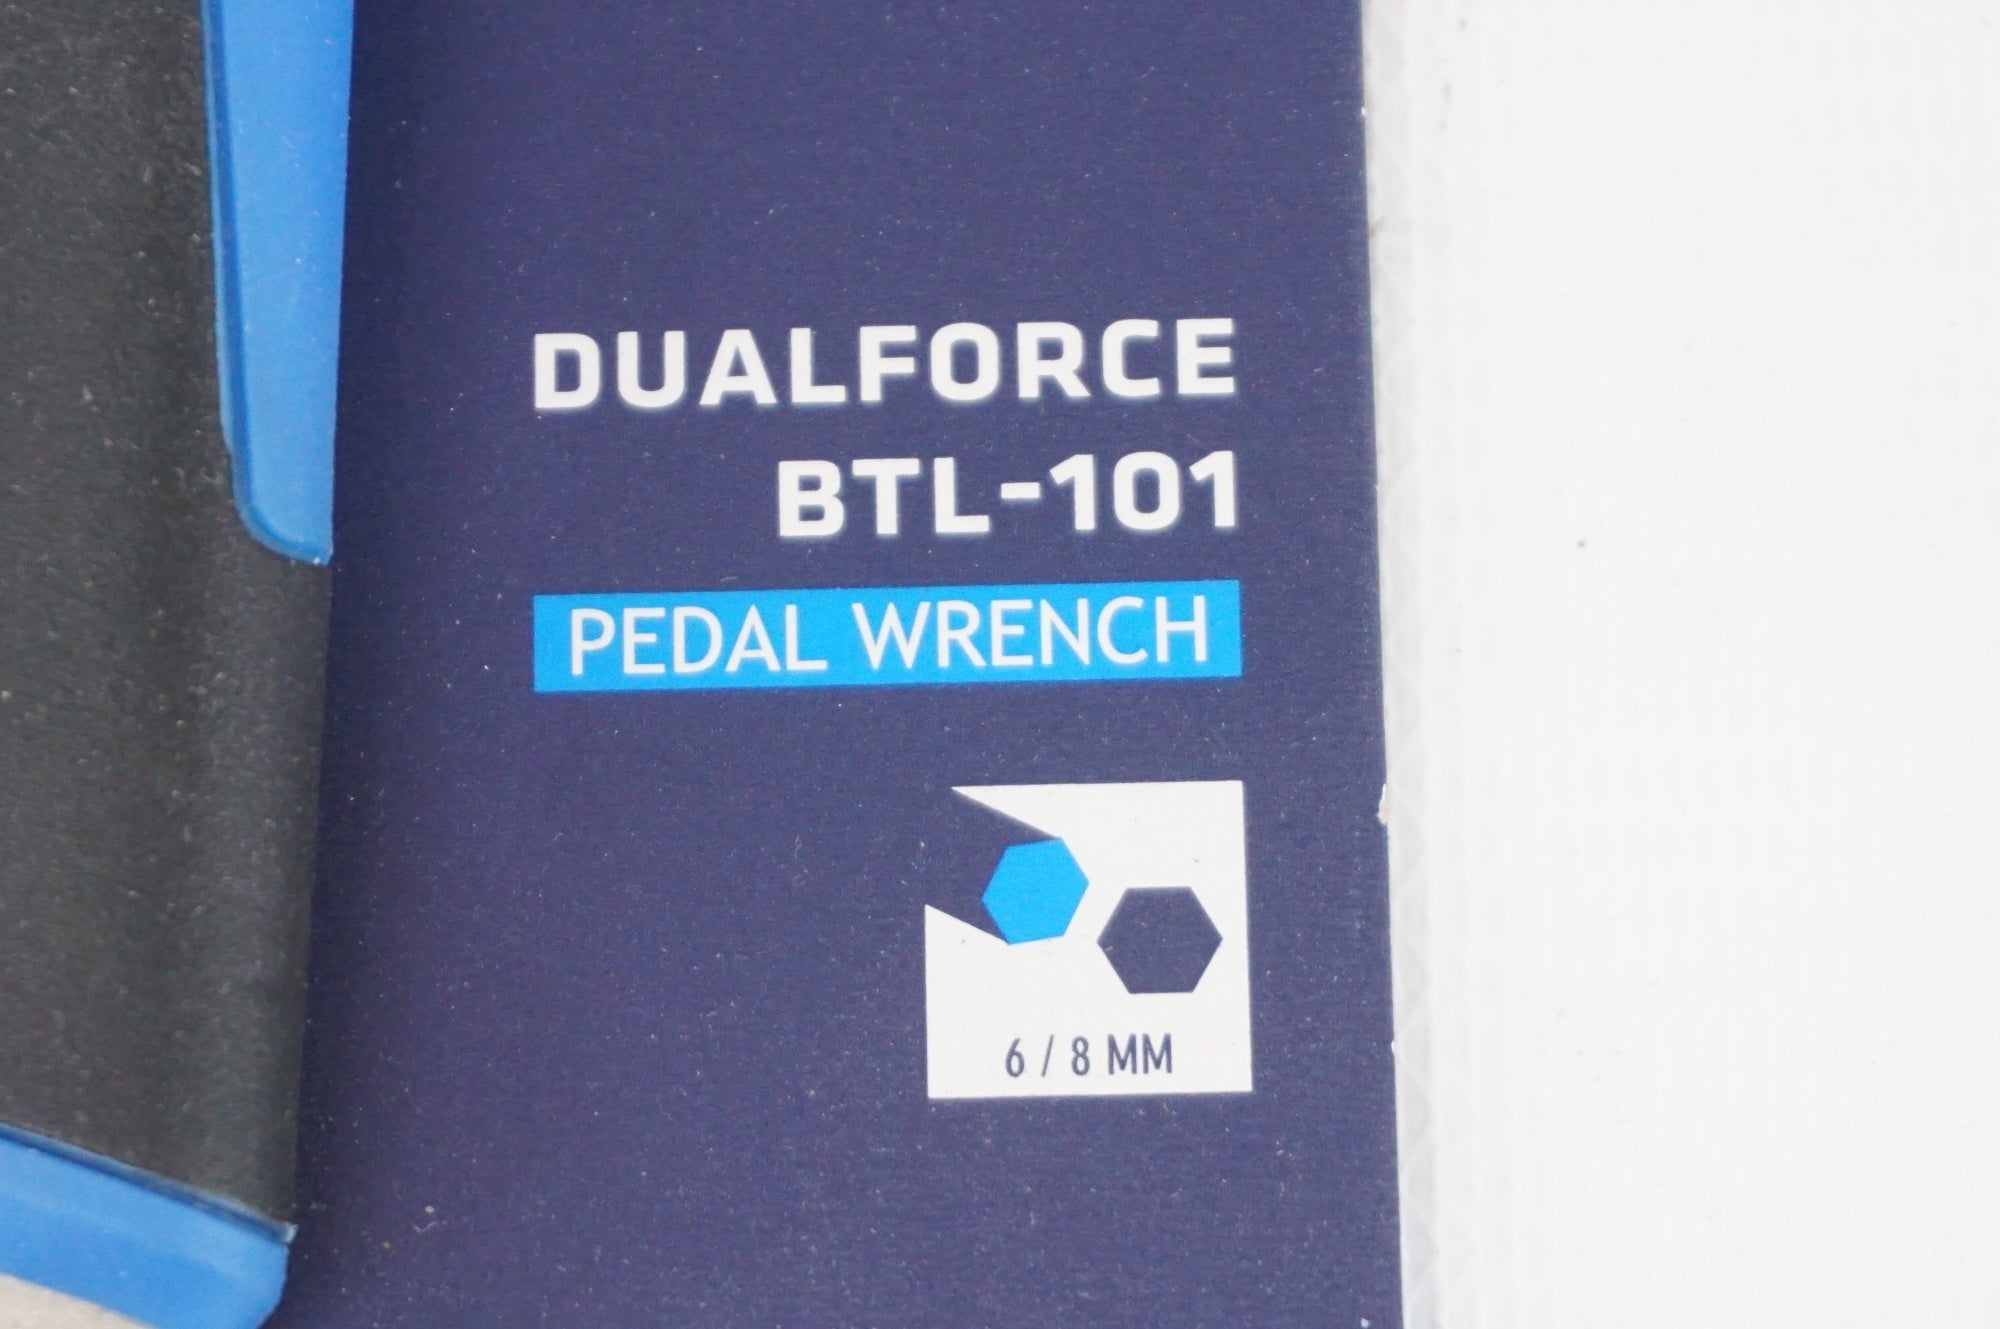 DUALFORCE
BTL-101
PEDAL WRENCH
6 / 8 MM